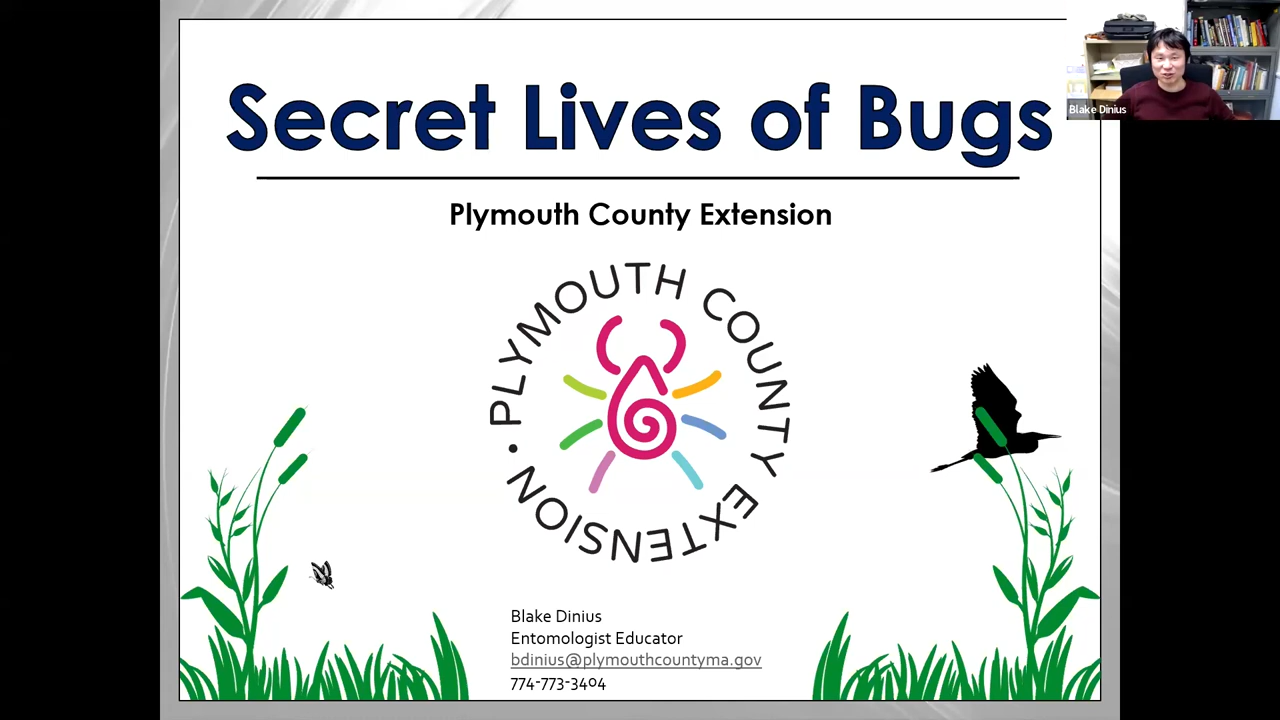 Secret Lives of Bugs
Blake Dinius
Plymouth County Extension
PLYMOUTH COUNTY EXTENSION •
Blake Dinius
Entomologist Educator
bdinius@plymouthcountyma.gov
774-773-3404